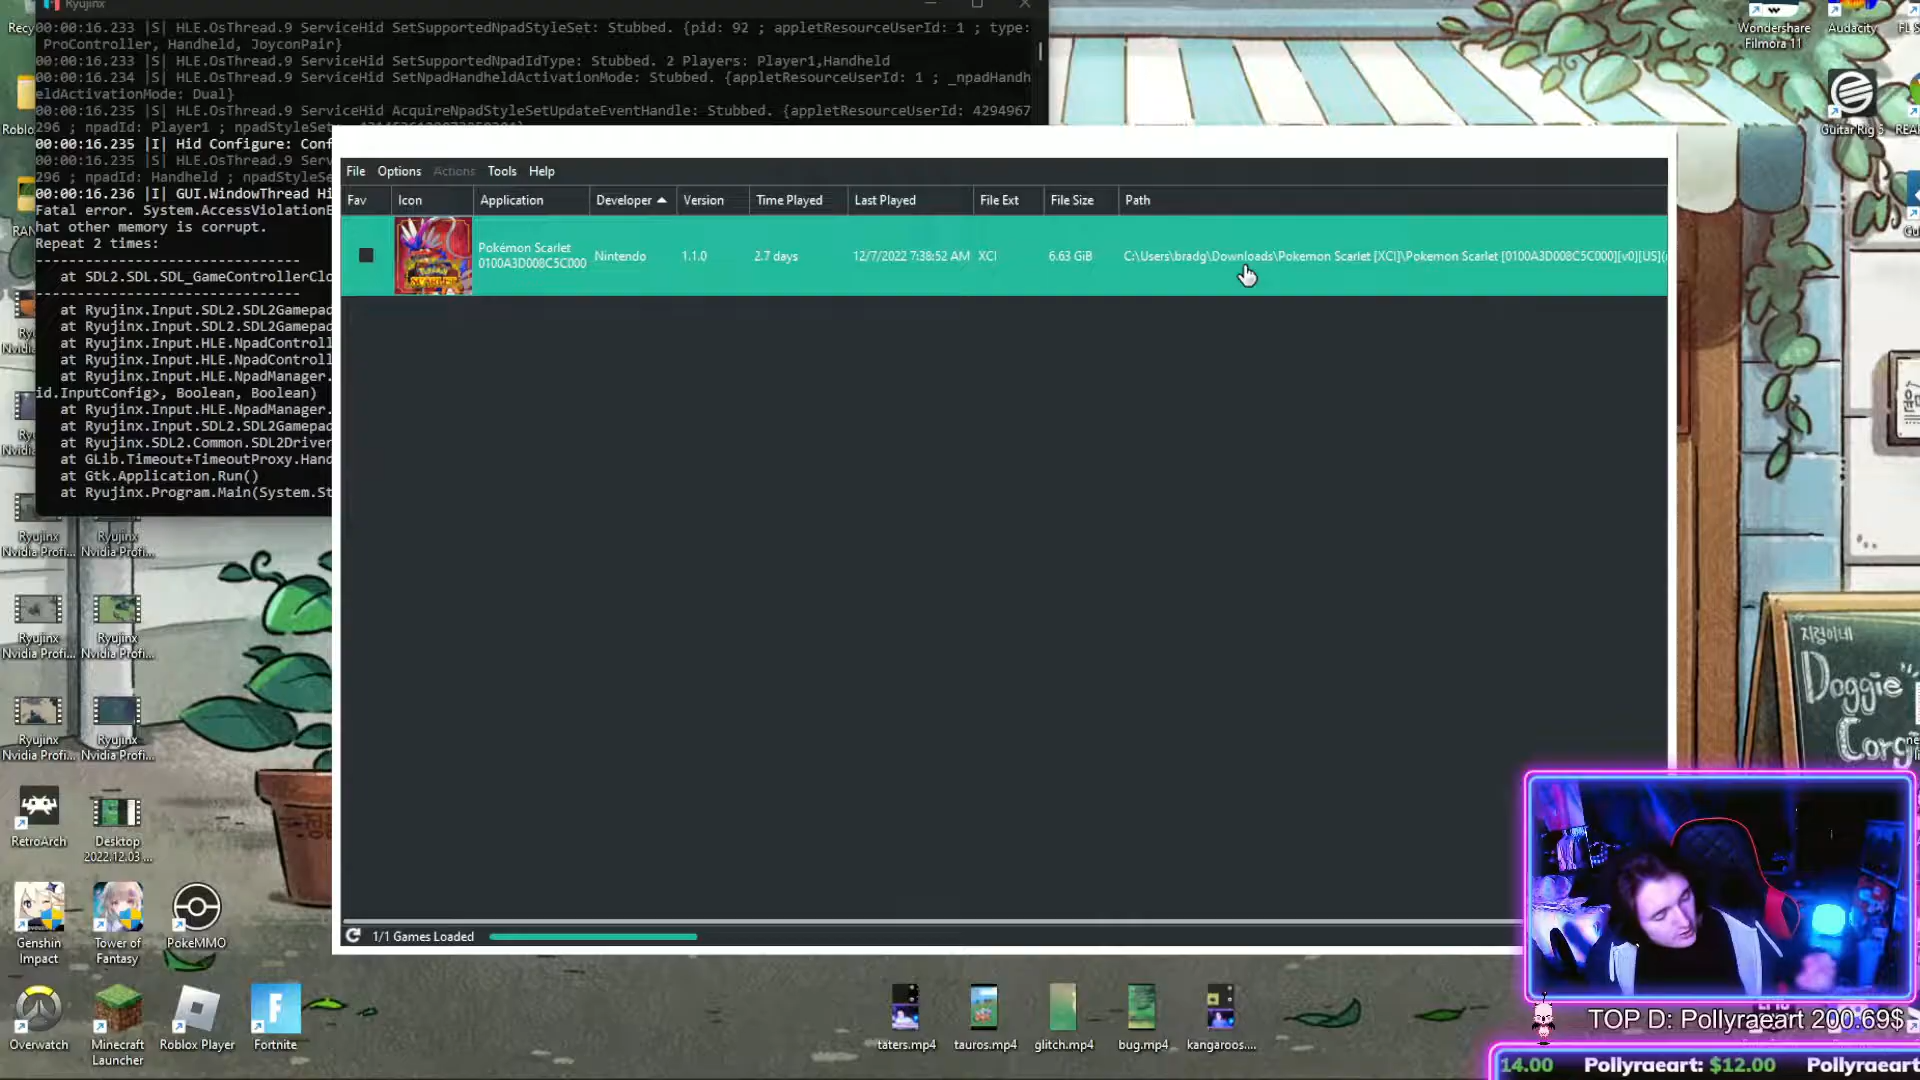 Ryujinx
00:00:16.233 |S| HLE.OsThread.9 ServiceHid SetSupportedNpadStyleSet: Stubbed. {pid: 92 ; appletResourceUserId: 1 ; type:
ProController, Handheld, JoyconPair}
00:00:16.233 |S| HLE.OsThread.9 ServiceHid SetSupportedNpadIdType: Stubbed. 2 Players: Player1,Handheld
00:00:16.234 |S| HLE.OsThread.9 ServiceHid SetNpadHandheldActivationMode: Stubbed. {appletResourceUserId: 1 ; _npadHandh
eldActivationMode: Dual}
00:00:16.235 |S| HLE.OsThread.9 ServiceHid AcquireNpadStyleSetUpdateEventHandle: Stubbed. {appletResourceUserId: 4294967
296 ; npadId: Player1 ; npadStyleSet
00:00:16.235 |I| Hid Configure: Conf
00:00:16.235 |S| HLE.OsThread.9 Serv
296 ; npadId: Handheld ; npadStyleSe
00:00:16.236 |I| GUI.WindowThread Hi
Fatal error. System.AccessViolationE
hat other memory is corrupt.
Repeat 2 times:
--------------------------------
at SDL2.SDL.SDL_GameControllerClo
--------------------------------
at Ryujinx.Input.SDL2.SDL2Gamepad
at Ryujinx.Input.SDL2.SDL2Gamepad
at Ryujinx.Input.HLE.NpadControll
at Ryujinx.Input.HLE.NpadControll
at Ryujinx.Input.HLE.NpadManager.
id.InputConfig>, Boolean, Boolean)
at Ryujinx.Input.HLE.NpadManager.
at Ryujinx.Input.SDL2.SDL2Gamepad
at Ryujinx.SDL2.Common.SDL2Driver
at GLib.Timeout+TimeoutProxy.Hand
at Gtk.Application.Run()
at Ryujinx.Program.Main(System.St
File Options Actions Tools Help
Fav Icon Application Developer Version Time Played Last Played File Ext File Size Path
Pokémon Scarlet
0100A3D008C5C000
Nintendo 1.1.0 2.7 days 12/7/2022 7:38:52 AM XCI 6.63 GiB C:\Users\bradg\Downloads\Pokemon Scarlet [XCI]\Pokemon Scarlet [0100A3D008C5C000][v0][US](
1/1 Games Loaded
Wondershare
Filmora 11
Audacity
FL S
Guitar Rig 5
REA
Recy
Roblo
RAN
Ryujinx
Nvidia Profi...
Ryujinx
Nvidia Profi...
Ryujinx
Nvidia Profi...
Ryujinx
Nvidia Profi...
RetroArch
Desktop
2022.12.03 ...
Genshin
Impact
Tower of
Fantasy
PokeMMO
Overwatch
Minecraft
Launcher
Roblox Player
Fortnite
taters.mp4
tauros.mp4
glitch.mp4
bug.mp4
kangaroos....
지렁이네
Doggie
Corgi
TOP D: Pollyraeart 200.69$
14.00 Pollyraeart: $12.00 Pollyraeart